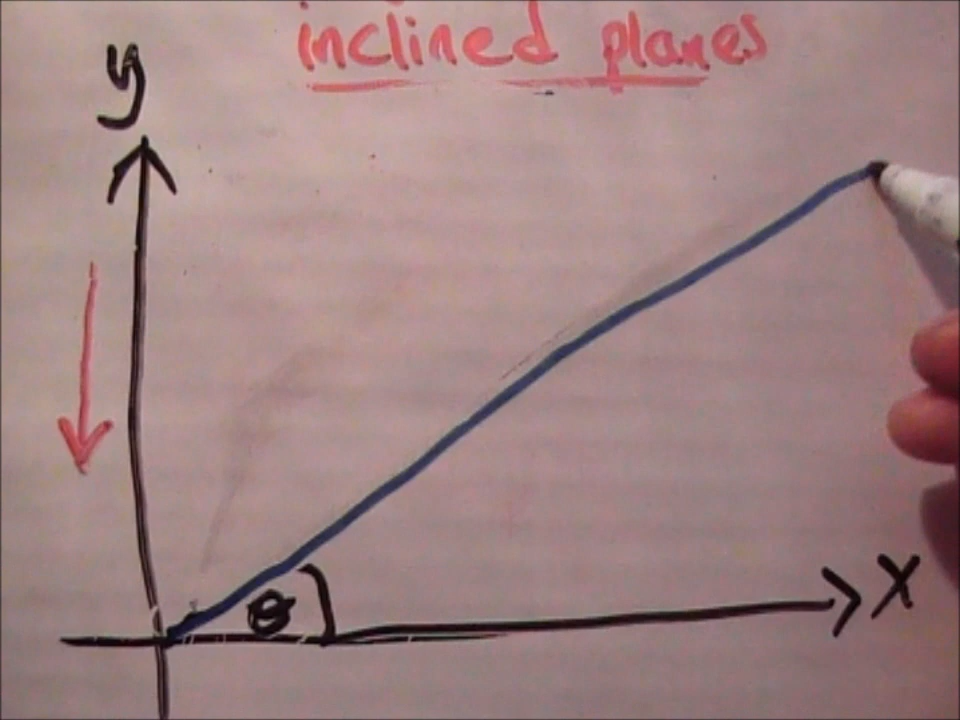 inclined planes
y
θ
x